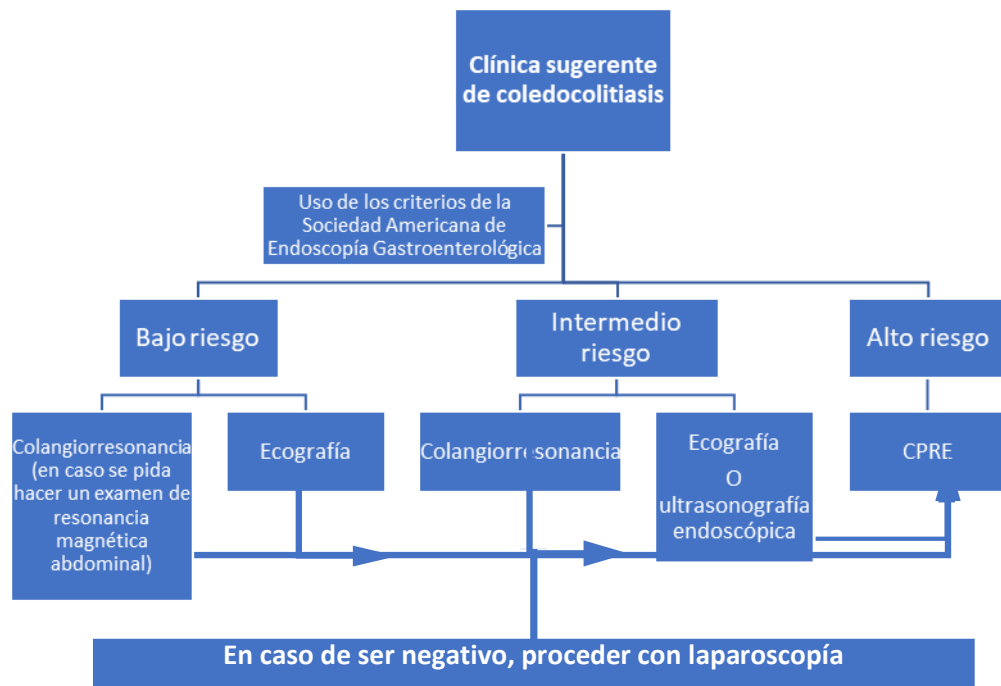 Clínica sugerente
de coledocolitiasis
Uso de los criterios de la
Sociedad Americana de
Endoscopía Gastroenterológica
Bajo riesgo
Intermedio
riesgo
Alto riesgo
Colangiorresonancia
(en caso se pida
hacer un examen de
resonancia
magnética
abdominal)
Ecografía
Colangiorresonancia
Ecografía
O
ultrasonografía
endoscópica
CPRE
En caso de ser negativo, proceder con laparoscopía